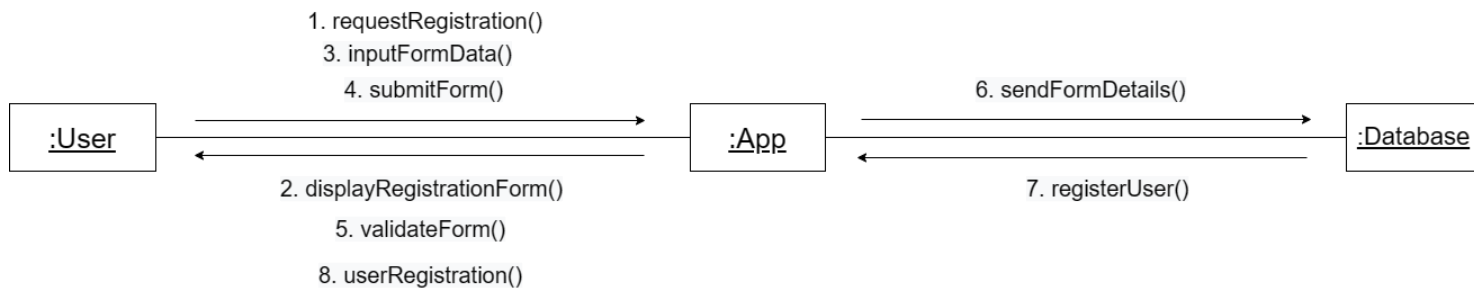 1. requestRegistration()
3. inputFormData()
4. submitForm()
6. sendFormDetails()
:User
:App
:Database
2. displayRegistrationForm()
7. registerUser()
5. validateForm()
8. userRegistration()